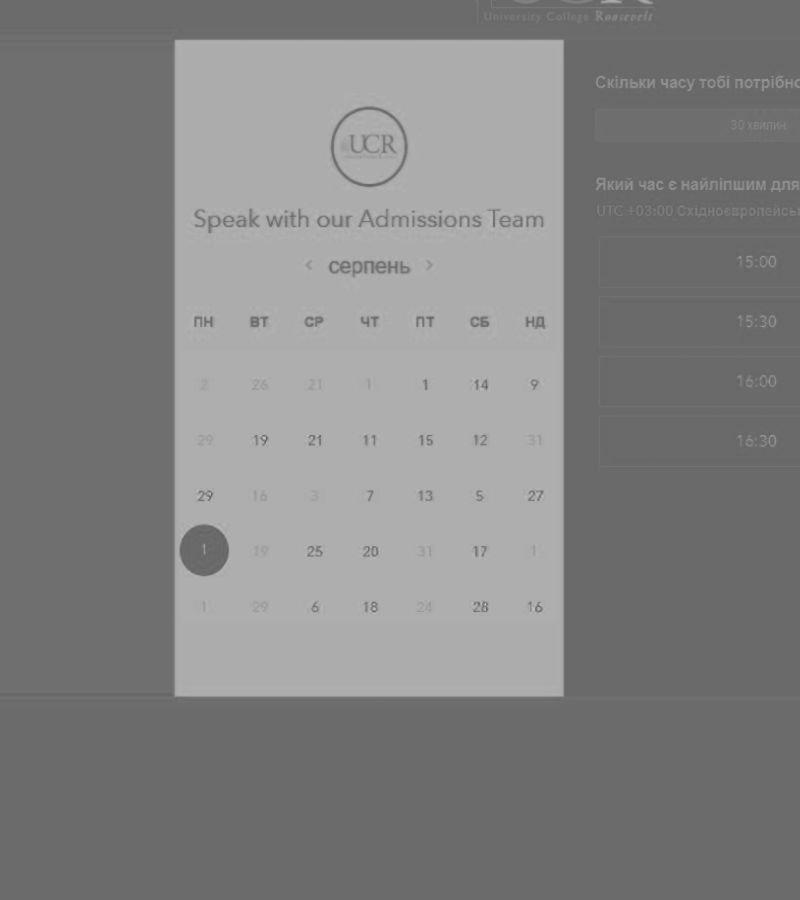 University College Roosevelt
UCR
Speak with our Admissions Team
‹ серпень ›
ПН ВТ СР ЧТ ПТ СБ НД
2 26 21 1 1 14 9
29 19 21 11 15 12 31
29 16 3 7 13 5 27
1 19 25 20 31 17 1
1 29 6 18 24 28 16
Скільки часу тобі потрібно
30 хвилин
Який час є найліпшим для
UTC +03:00 Східноєвропейськ
15:00
15:30
16:00
16:30